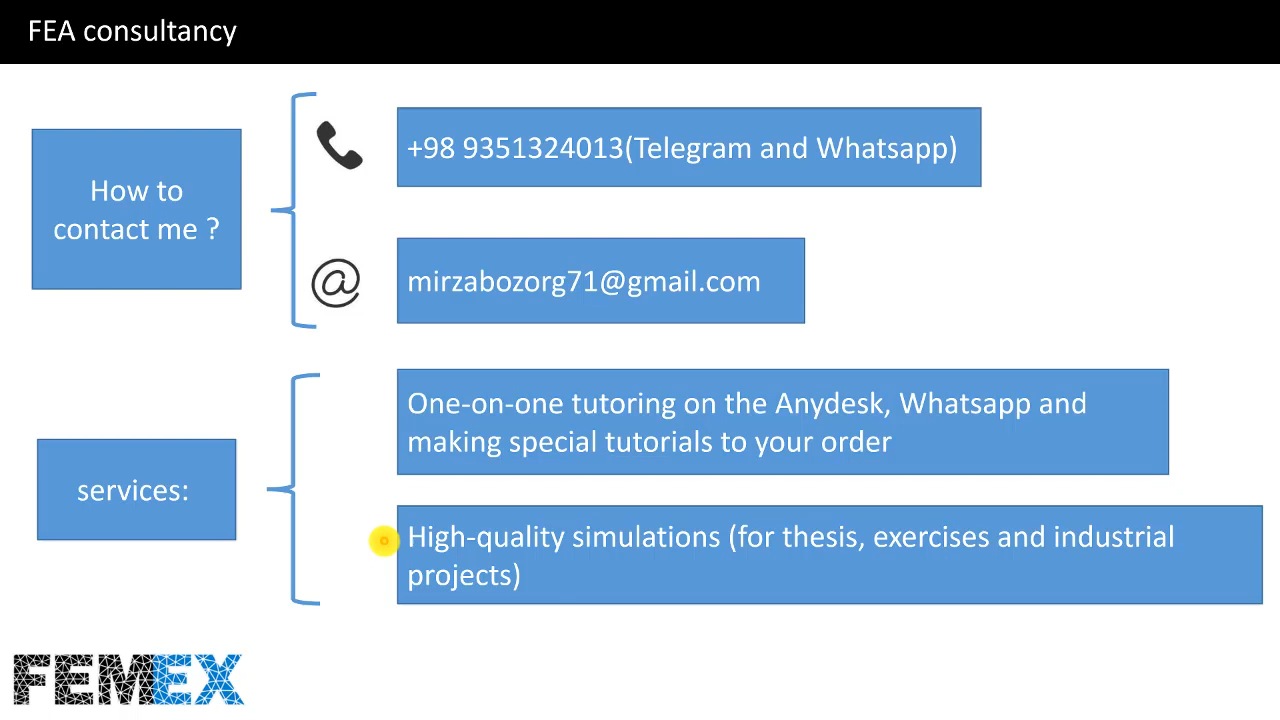 FEA consultancy
How to
contact me ?
+98 9351324013(Telegram and Whatsapp)
@
mirzabozorg71@gmail.com
services:
One-on-one tutoring on the Anydesk, Whatsapp and
making special tutorials to your order
High-quality simulations (for thesis, exercises and industrial
projects)
FEMEX